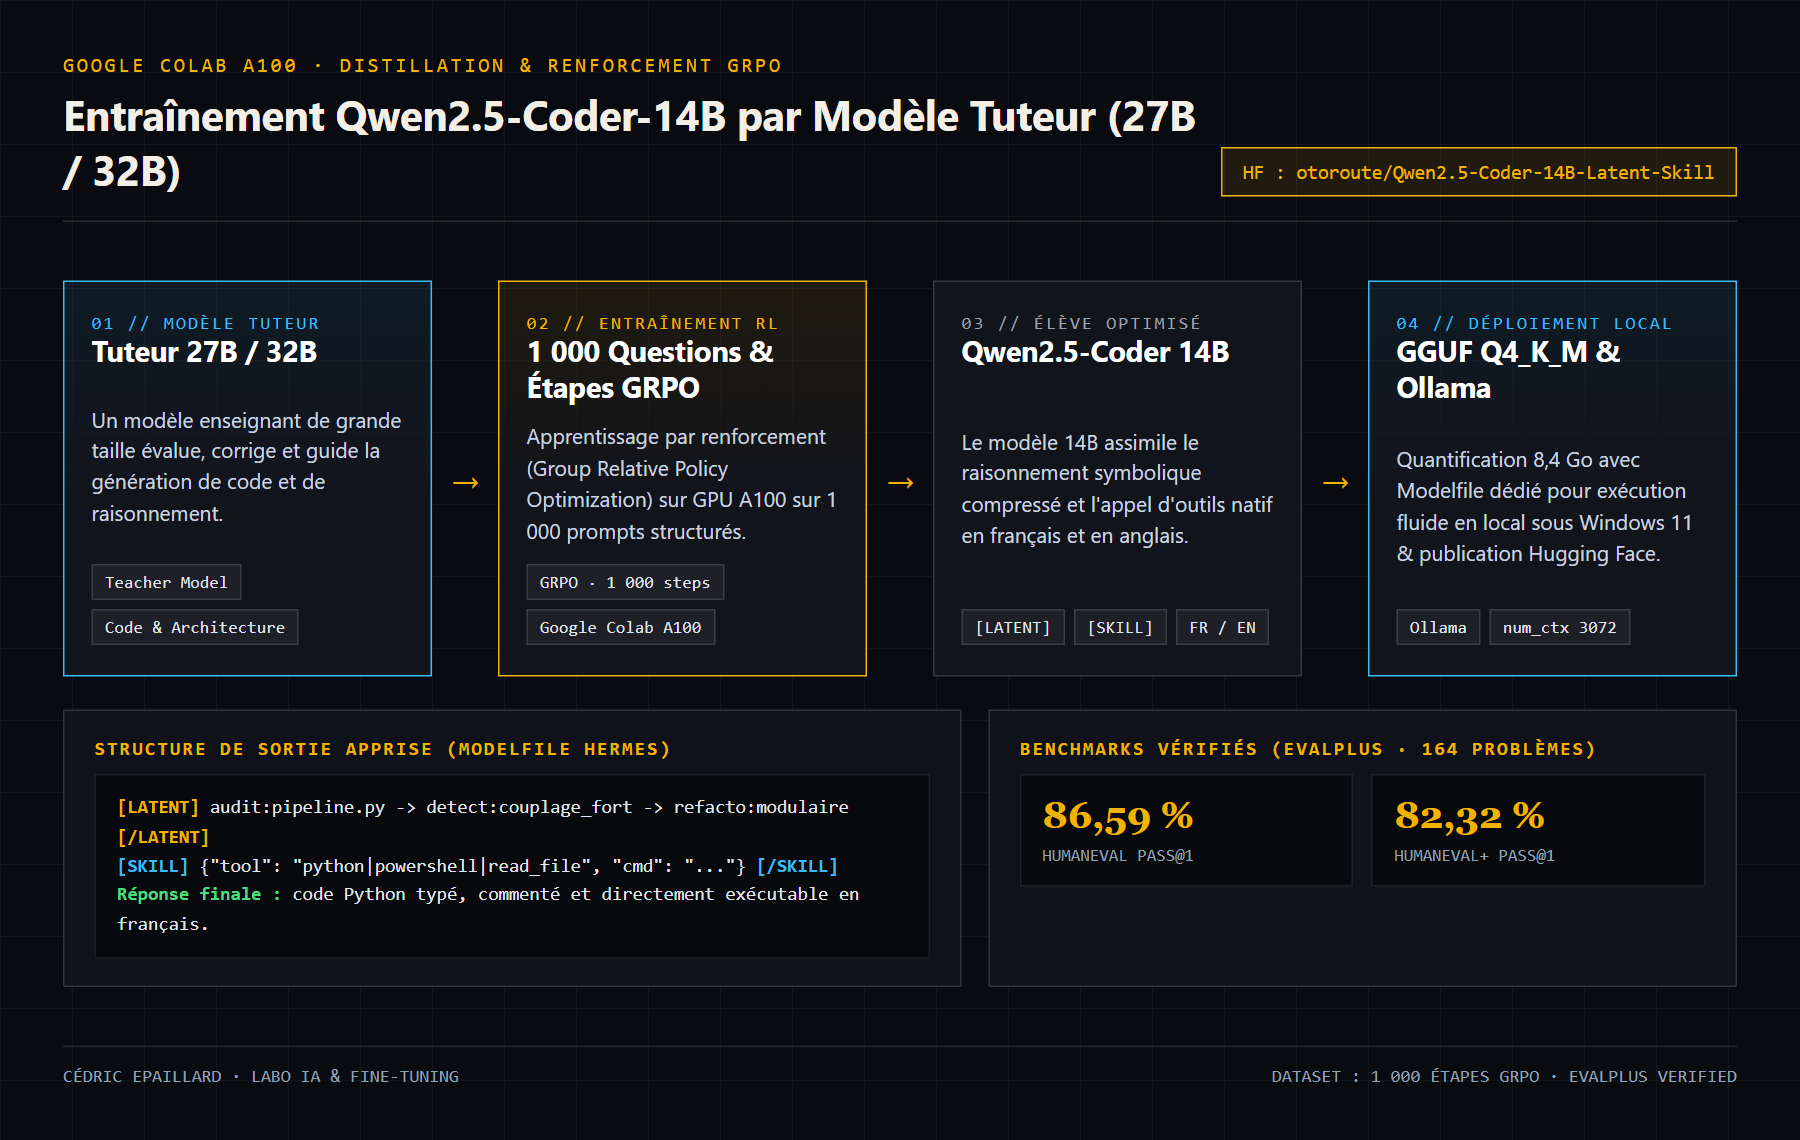 GOOGLE COLAB A100 · DISTILLATION & RENFORCEMENT GRPO
Entraînement Qwen2.5-Coder-14B par Modèle Tuteur (27B
/ 32B)
HF : otoroute/Qwen2.5-Coder-14B-Latent-Skill
01 // MODÈLE TUTEUR
Tuteur 27B / 32B
Un modèle enseignant de grande
taille évalue, corrige et guide la
génération de code et de
raisonnement.
Teacher Model
Code & Architecture
→
02 // ENTRAÎNEMENT RL
1 000 Questions &
Étapes GRPO
Apprentissage par renforcement
(Group Relative Policy
Optimization) sur GPU A100 sur 1
000 prompts structurés.
GRPO · 1 000 steps
Google Colab A100
→
03 // ÉLÈVE OPTIMISÉ
Qwen2.5-Coder 14B
Le modèle 14B assimile le
raisonnement symbolique
compressé et l'appel d'outils natif
en français et en anglais.
[LATENT] [SKILL] FR / EN
→
04 // DÉPLOIEMENT LOCAL
GGUF Q4_K_M &
Ollama
Quantification 8,4 Go avec
Modelfile dédié pour exécution
fluide en local sous Windows 11
& publication Hugging Face.
Ollama num_ctx 3072
STRUCTURE DE SORTIE APPRISE (MODELFILE HERMES)
[LATENT] audit:pipeline.py -> detect:couplage_fort -> refacto:modulaire
[/LATENT]
[SKILL] {"tool": "python|powershell|read_file", "cmd": "..."} [/SKILL]
Réponse finale : code Python typé, commenté et directement exécutable en
français.
BENCHMARKS VÉRIFIÉS (EVALPLUS · 164 PROBLÈMES)
86,59 %
HUMANEVAL PASS@1
82,32 %
HUMANEVAL+ PASS@1
CÉDRIC EPAILLARD · LABO IA & FINE-TUNING
DATASET : 1 000 ÉTAPES GRPO · EVALPLUS VERIFIED